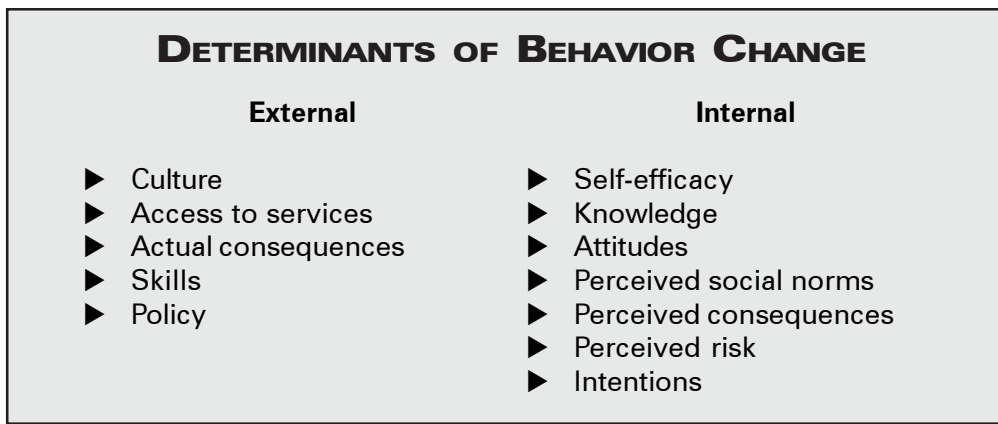 DETERMINANTS OF BEHAVIOR CHANGE
External
▶ Culture
▶ Access to services
▶ Actual consequences
▶ Skills
▶ Policy
Internal
▶ Self-efficacy
▶ Knowledge
▶ Attitudes
▶ Perceived social norms
▶ Perceived consequences
▶ Perceived risk
▶ Intentions